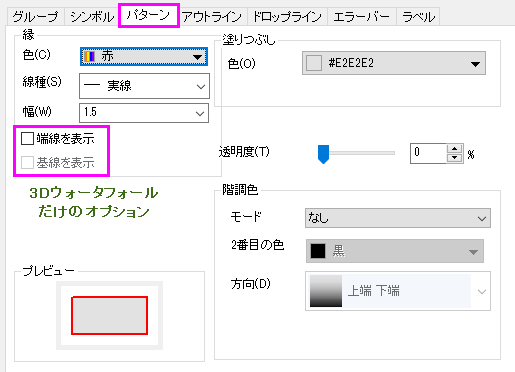 グループ シンボル パターン アウトライン ドロップライン エラーバー ラベル
縁
色(C) 赤
線種(S) 実線
幅(W) 1.5
端線を表示
基線を表示
3Dウォータフォール
だけのオプション
プレビュー
塗りつぶし
色(O) #E2E2E2
透明度(T) 0 %
階調色
モード なし
2番目の色 黒
方向(D) 上端 下端